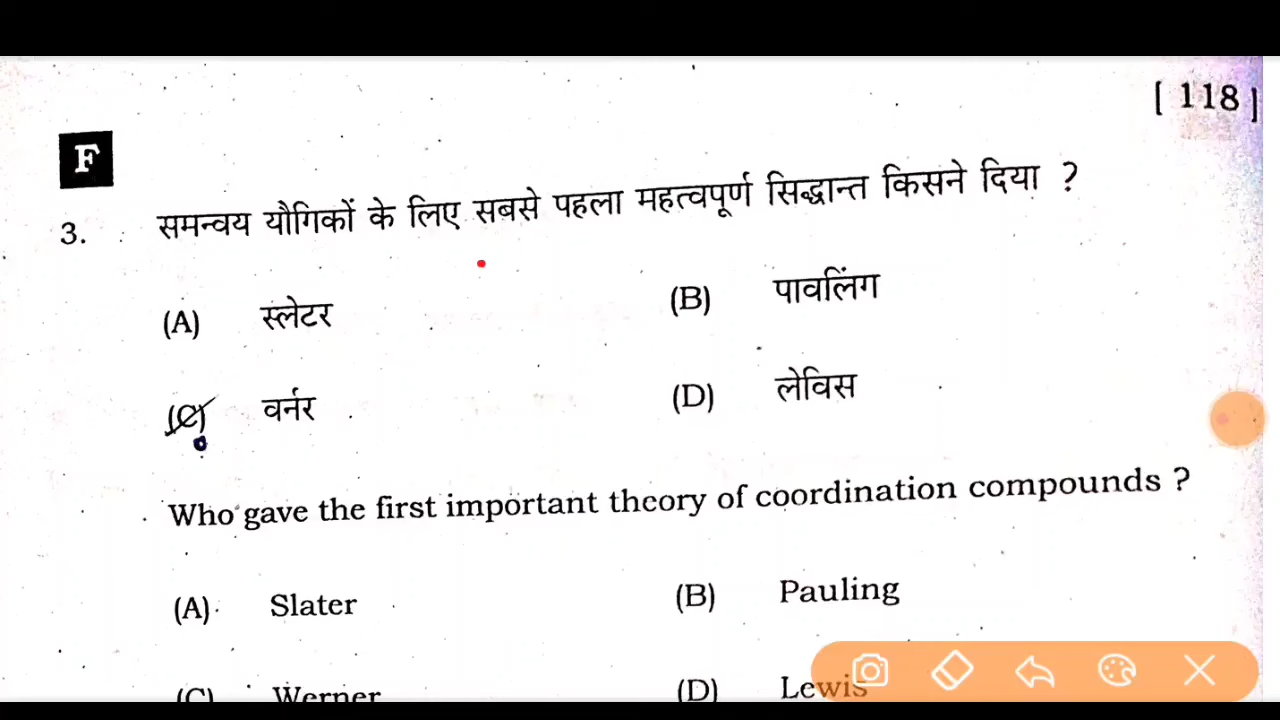 [ 118 ]
F
3. समन्वय यौगिकों के लिए सबसे पहला महत्वपूर्ण सिद्धान्त किसने दिया ?
(A) स्लेटर (B) पावलिंग
(C) वर्नर (D) लेविस
Who gave the first important theory of coordination compounds ?
(A) Slater (B) Pauling
(C) Werner (D) Lewis